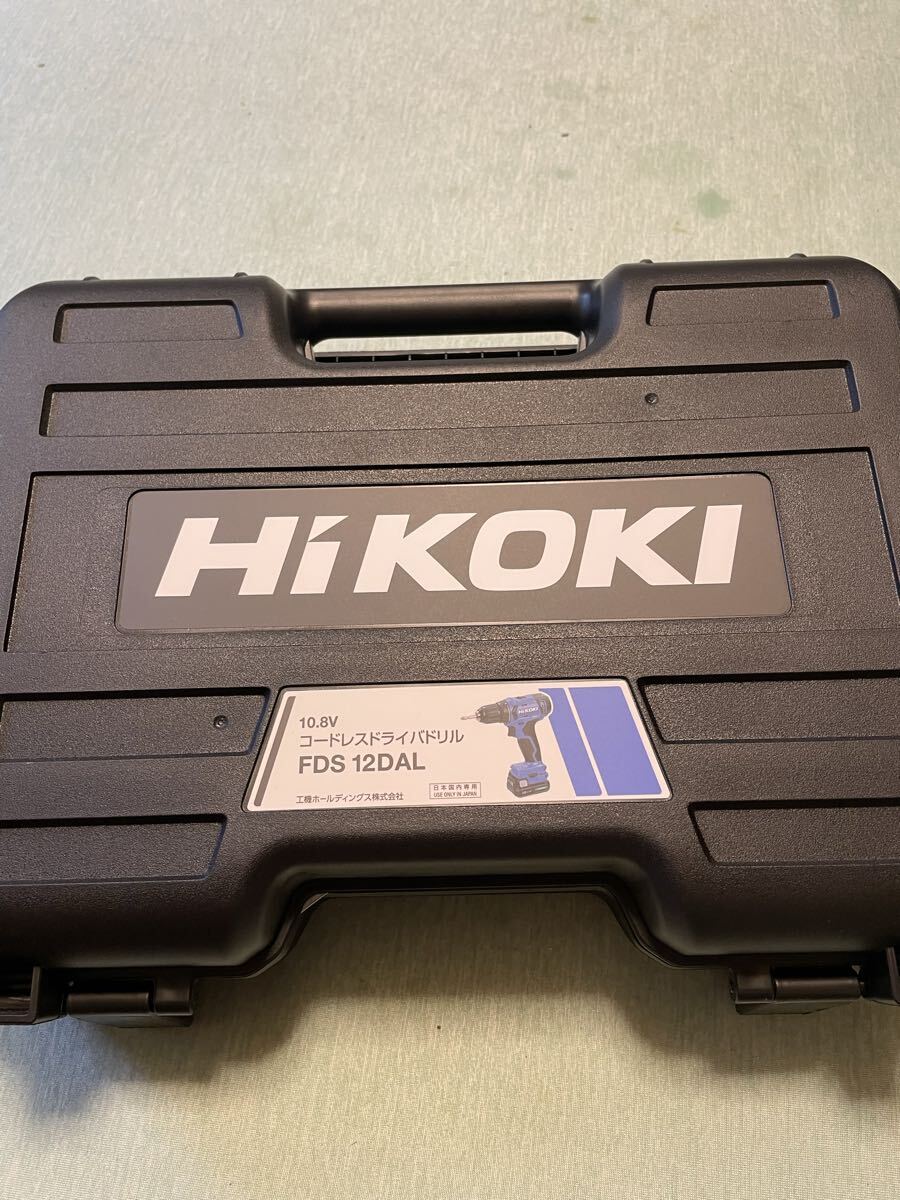 HiKOKI
10.8V
コードレスドライバドリル
FDS 12DAL
工機ホールディングス株式会社
日本国内専用
USE ONLY IN JAPAN
HiKOKI